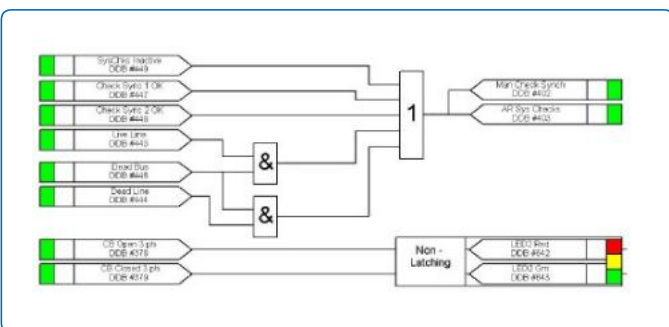 SysChks Inactive
DDB #449
Check Sync 1 OK
DDB #447
Check Sync 2 OK
DDB #448
Live Line
DDB #443
Dead Bus
DDB #446
Dead Line
DDB #444
&
&
1
Man Check Synch
DDB #402
AR Sys Checks
DDB #403
CB Open 3 ph
DDB #378
CB Closed 3 ph
DDB #379
Non -
Latching
LED2 Red
DDB #642
LED2 Grn
DDB #643